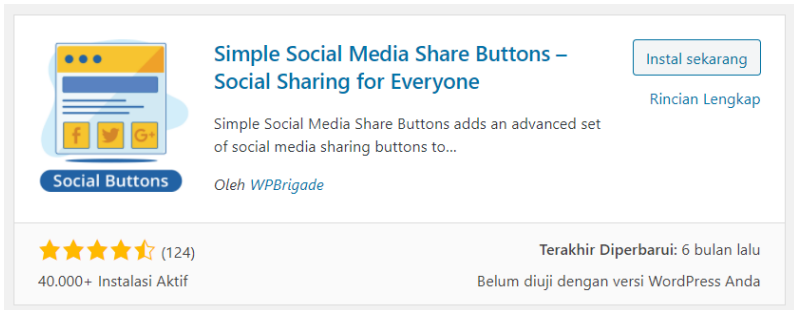 Simple Social Media Share Buttons –
Social Sharing for Everyone
Instal sekarang
Rincian Lengkap
Simple Social Media Share Buttons adds an advanced set
of social media sharing buttons to...
Oleh WPBrigade
f G+
Social Buttons
(124)
40.000+ Instalasi Aktif
Terakhir Diperbarui: 6 bulan lalu
Belum diuji dengan versi WordPress Anda